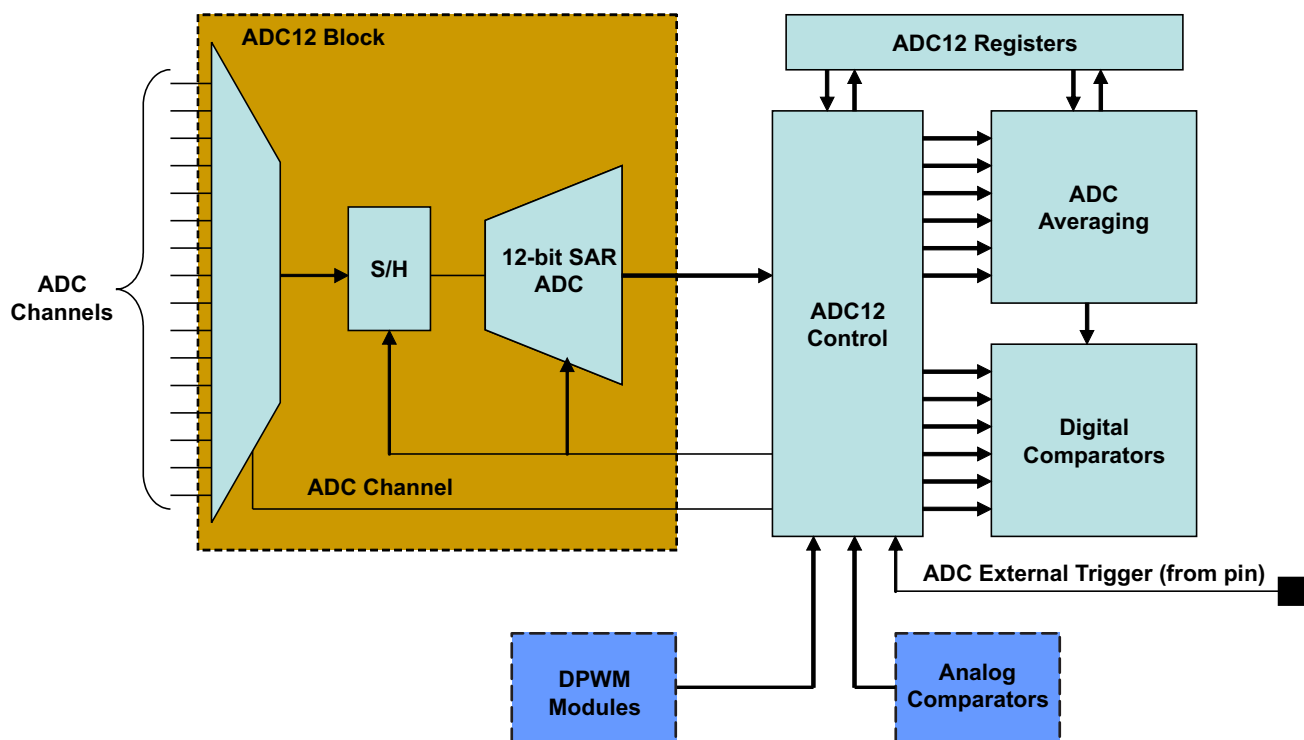 ADC12 Block
ADC12 Registers
ADC
Channels
S/H
12-bit SAR
ADC
ADC12
Control
ADC
Averaging
Digital
Comparators
ADC Channel
ADC External Trigger (from pin)
DPWM
Modules
Analog
Comparators